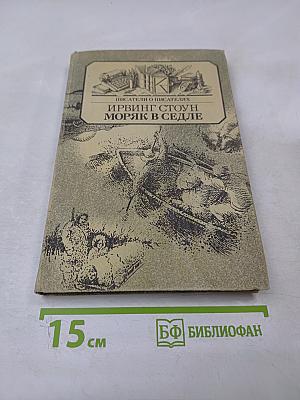 ПИСАТЕЛИ О ПИСАТЕЛЯХ
ИРВИНГ СТОУН
МОРЯК В СЕДЛЕ
15 см
БФ БИБЛИОФАН